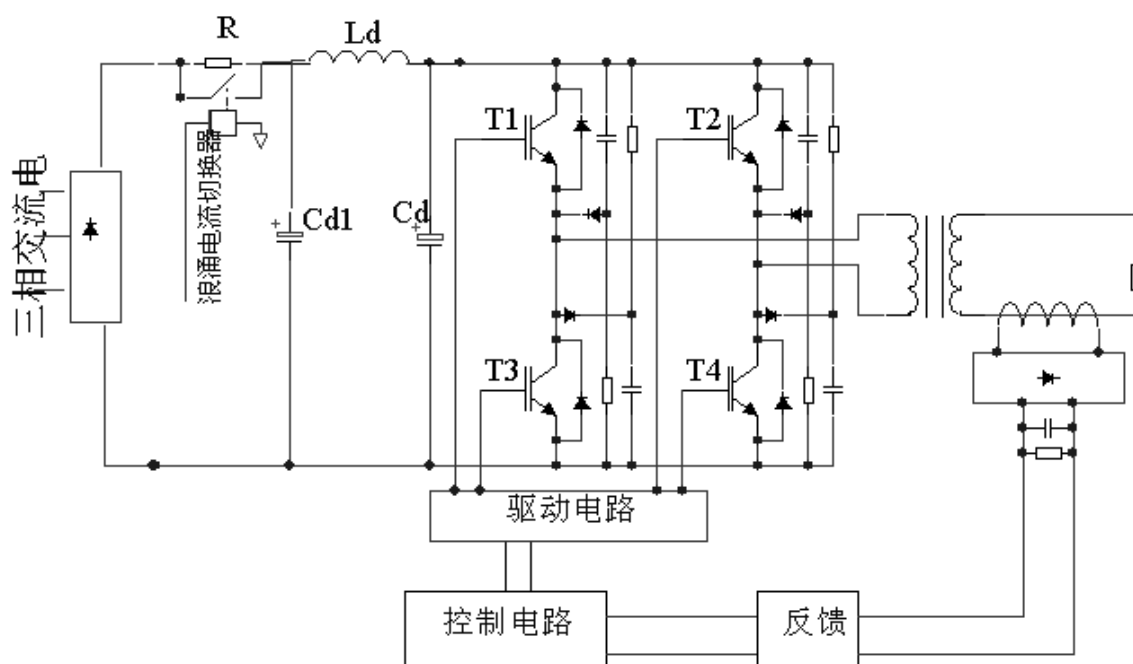 R
Ld
T1
T2
三相交流电
浪涌电流切换器
+
Cd1
Cd
+
T3
T4
驱动电路
控制电路
反馈